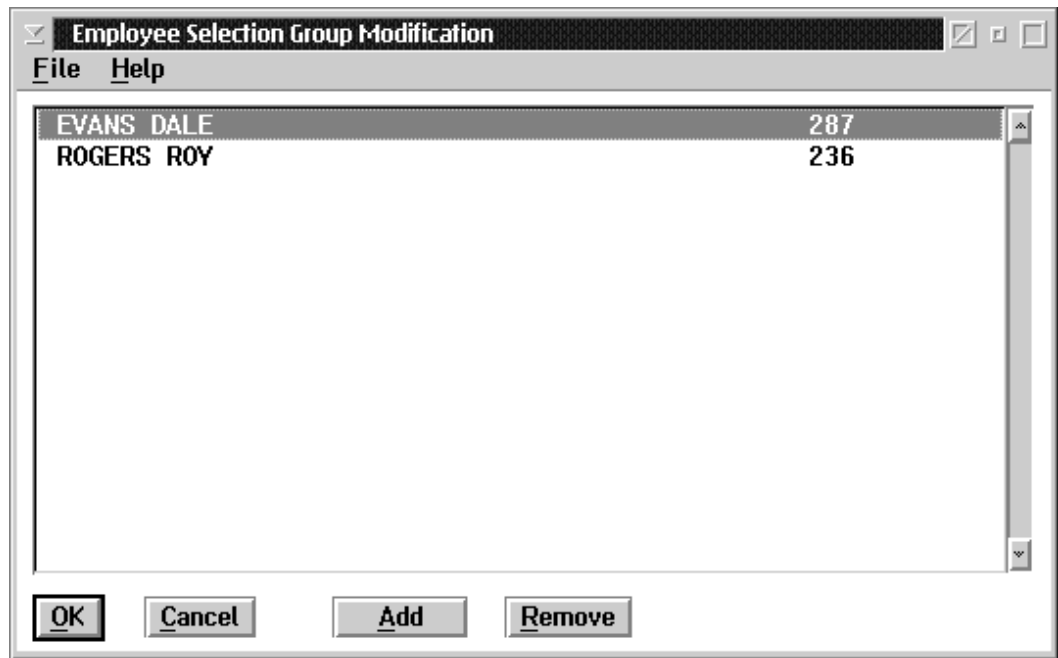 Employee Selection Group Modification
File Help
EVANS DALE 287
ROGERS ROY 236
OK Cancel Add Remove